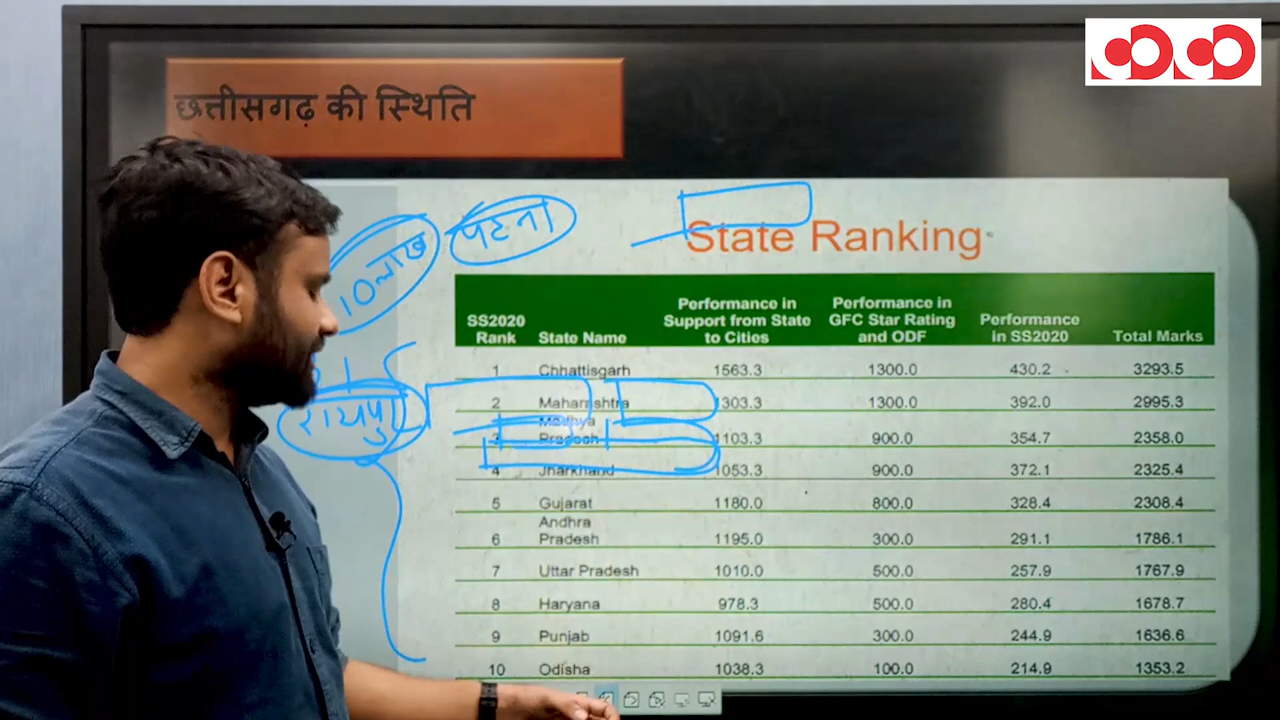 छत्तीसगढ़ की स्थिति
10 लाख
पटना
State Ranking
SS2020 Rank State Name Performance in Support from State to Cities Performance in GFC Star Rating and ODF Performance in SS2020 Total Marks
1 Chhattisgarh 1563.3 1300.0 430.2 3293.5
2 Maharashtra 1303.3 1300.0 392.0 2995.3
3 Madhya Pradesh 1103.3 900.0 354.7 2358.0
रायपुर
4 Jharkhand 1053.3 900.0 372.1 2325.4
5 Gujarat 1180.0 800.0 328.4 2308.4
6 Andhra Pradesh 1195.0 300.0 291.1 1786.1
7 Uttar Pradesh 1010.0 500.0 257.9 1767.9
8 Haryana 978.3 500.0 280.4 1678.7
9 Punjab 1091.6 300.0 244.9 1636.6
10 Odisha 1038.3 100.0 214.9 1353.2